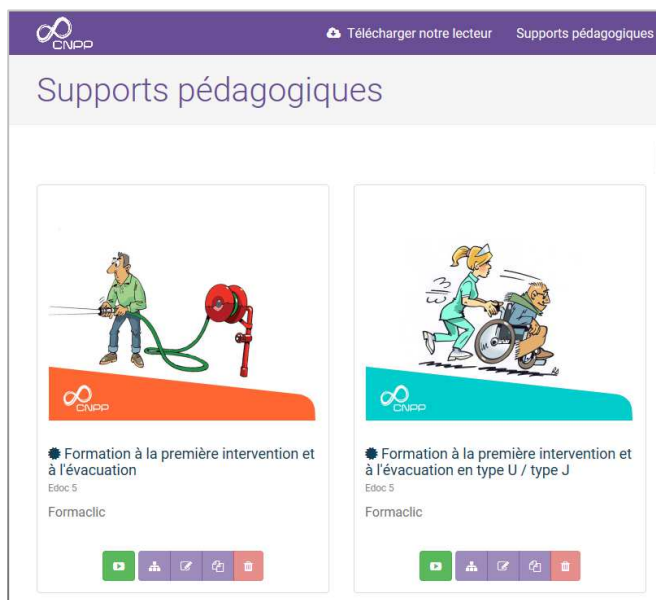 CNPP
Télécharger notre lecteur
Supports pédagogiques
Supports pédagogiques
CNPP
Formation à la première intervention et
à l'évacuation
Edoc 5
Formaclic
CNPP
Formation à la première intervention et
à l'évacuation en type U / type J
Edoc 5
Formaclic